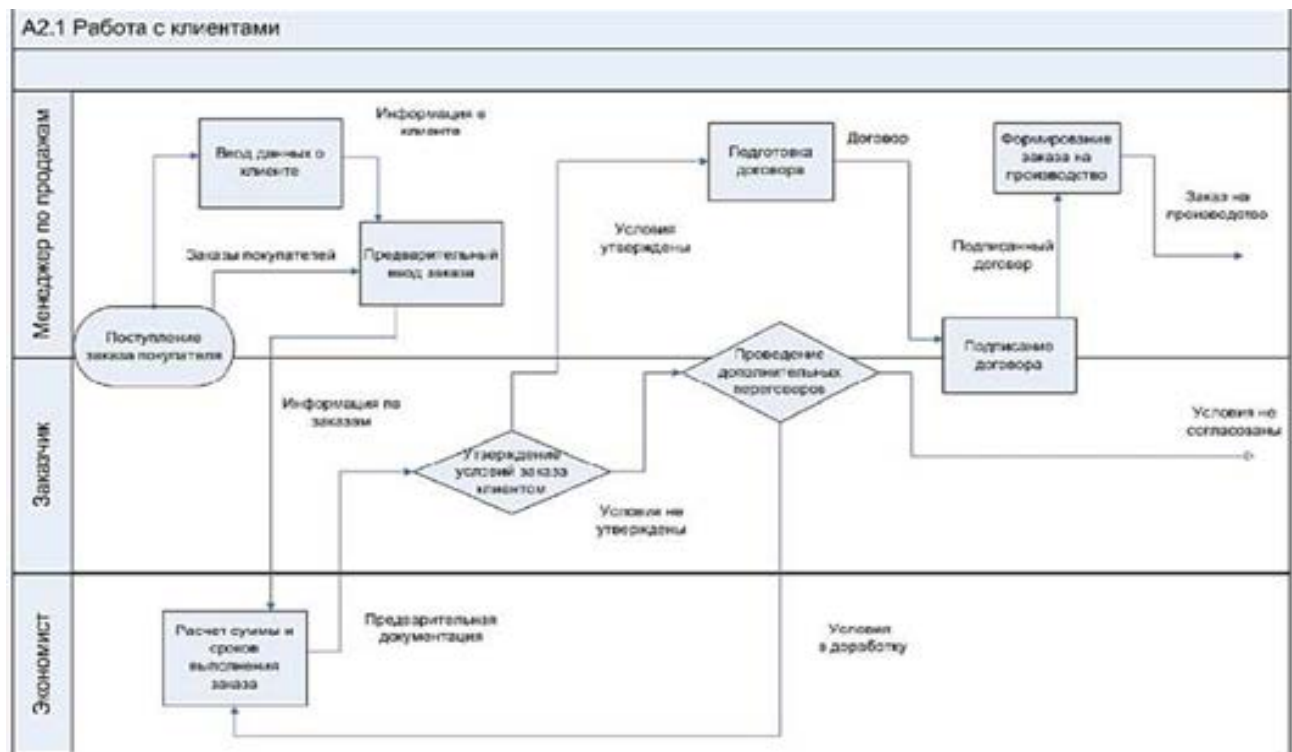 А2.1 Работа с клиентами
Менеджер по продажам
Информация о
клиенте
Ввод данных о
клиенте
Подготовка
договора
Договор
Формирование
заказа на
производство
Заказ на
производство
Условия
утверждены
Заказы покупателей
Предварительный
ввод заказа
Подписанный
договор
Поступление
заказа покупателя
Проведение
дополнительных
переговоров
Подписание
договора
Заказчик
Информация по
заказам
Условия не
согласованы
Утверждение
условий заказа
клиентом
Условия не
утверждены
Экономист
Расчет суммы и
сроков
выполнения
заказа
Предварительная
документация
Условия
в доработку